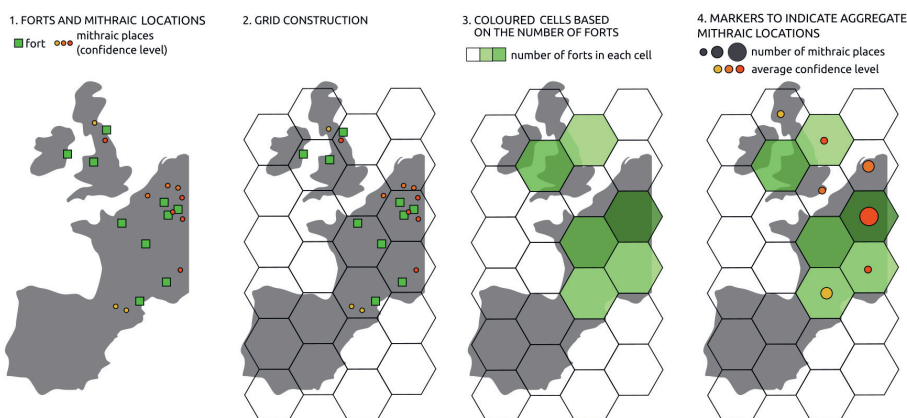 1. FORTS AND MITHRAIC LOCATIONS
fort
mithraic places
(confidence level)
2. GRID CONSTRUCTION
3. COLOURED CELLS BASED
ON THE NUMBER OF FORTS
number of forts in each cell
4. MARKERS TO INDICATE AGGREGATE
MITHRAIC LOCATIONS
number of mithraic places
average confidence level